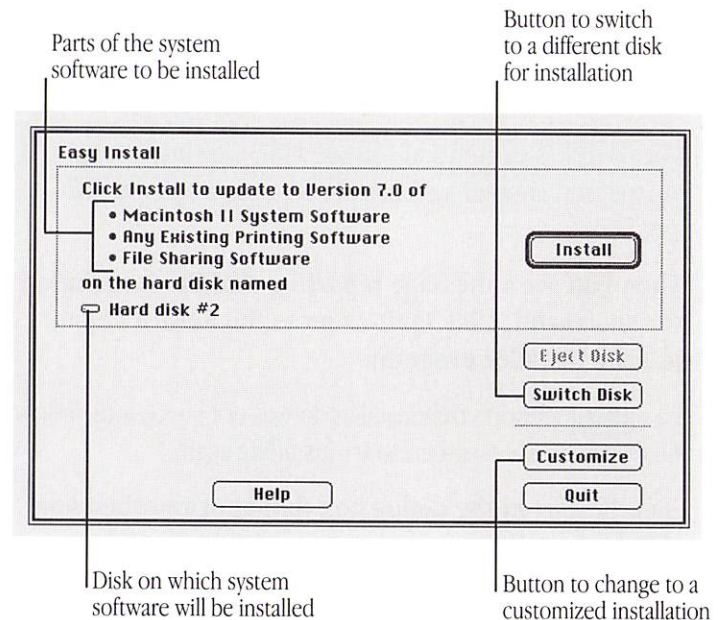 Parts of the system
software to be installed
Button to switch
to a different disk
for installation
Easy Install
Click Install to update to Version 7.0 of
• Macintosh II System Software
• Any Existing Printing Software
• File Sharing Software
on the hard disk named
Hard disk #2
Install
Eject Disk
Switch Disk
Customize
Help
Quit
Disk on which system
software will be installed
Button to change to a
customized installation